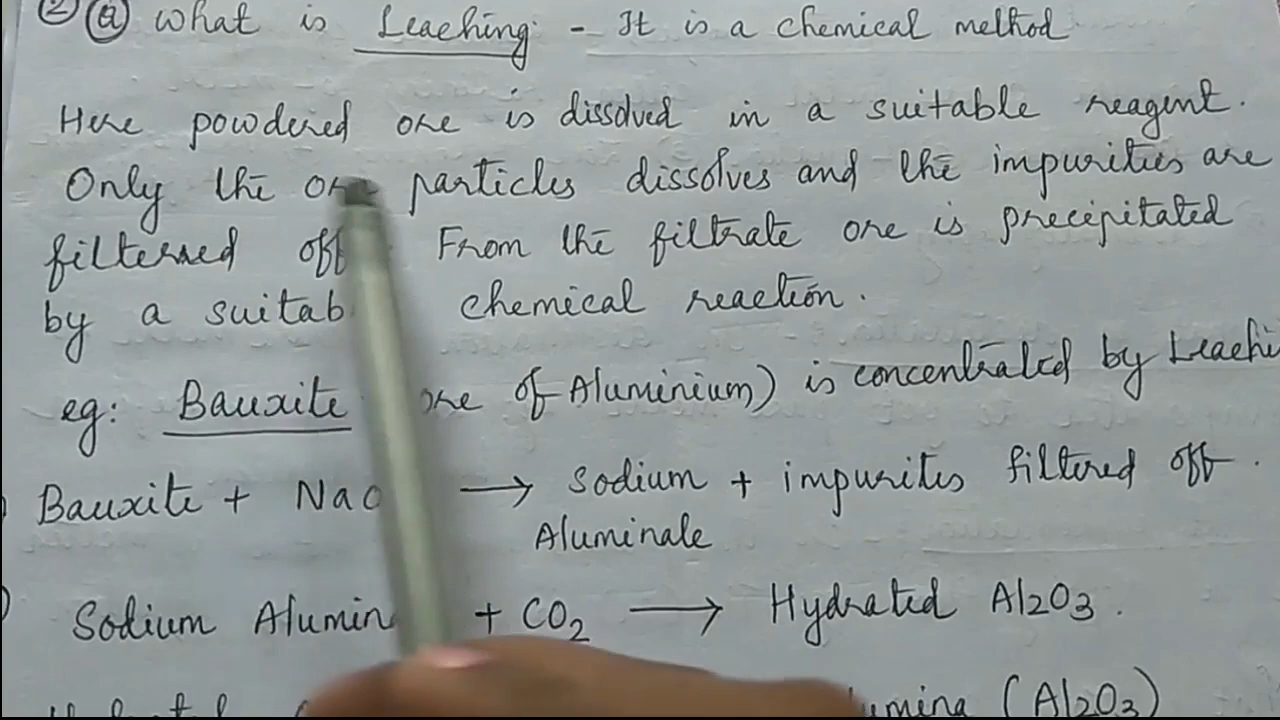 2 (a) What is Leaching - It is a chemical method
Here powdered ore is dissolved in a suitable reagent.
Only the ore particles dissolves and the impurities are
filterred off From the filtrate ore is precipitated
by a suitab chemical reaction.
eg: Bauxite ore of Aluminium) is concentrated by Leachi
Bauxite + NaO → Sodium + impurites filtered off.
Aluminate
Sodium Alumin + CO2 → Hydrated Al2O3.
umina (Al2O3)